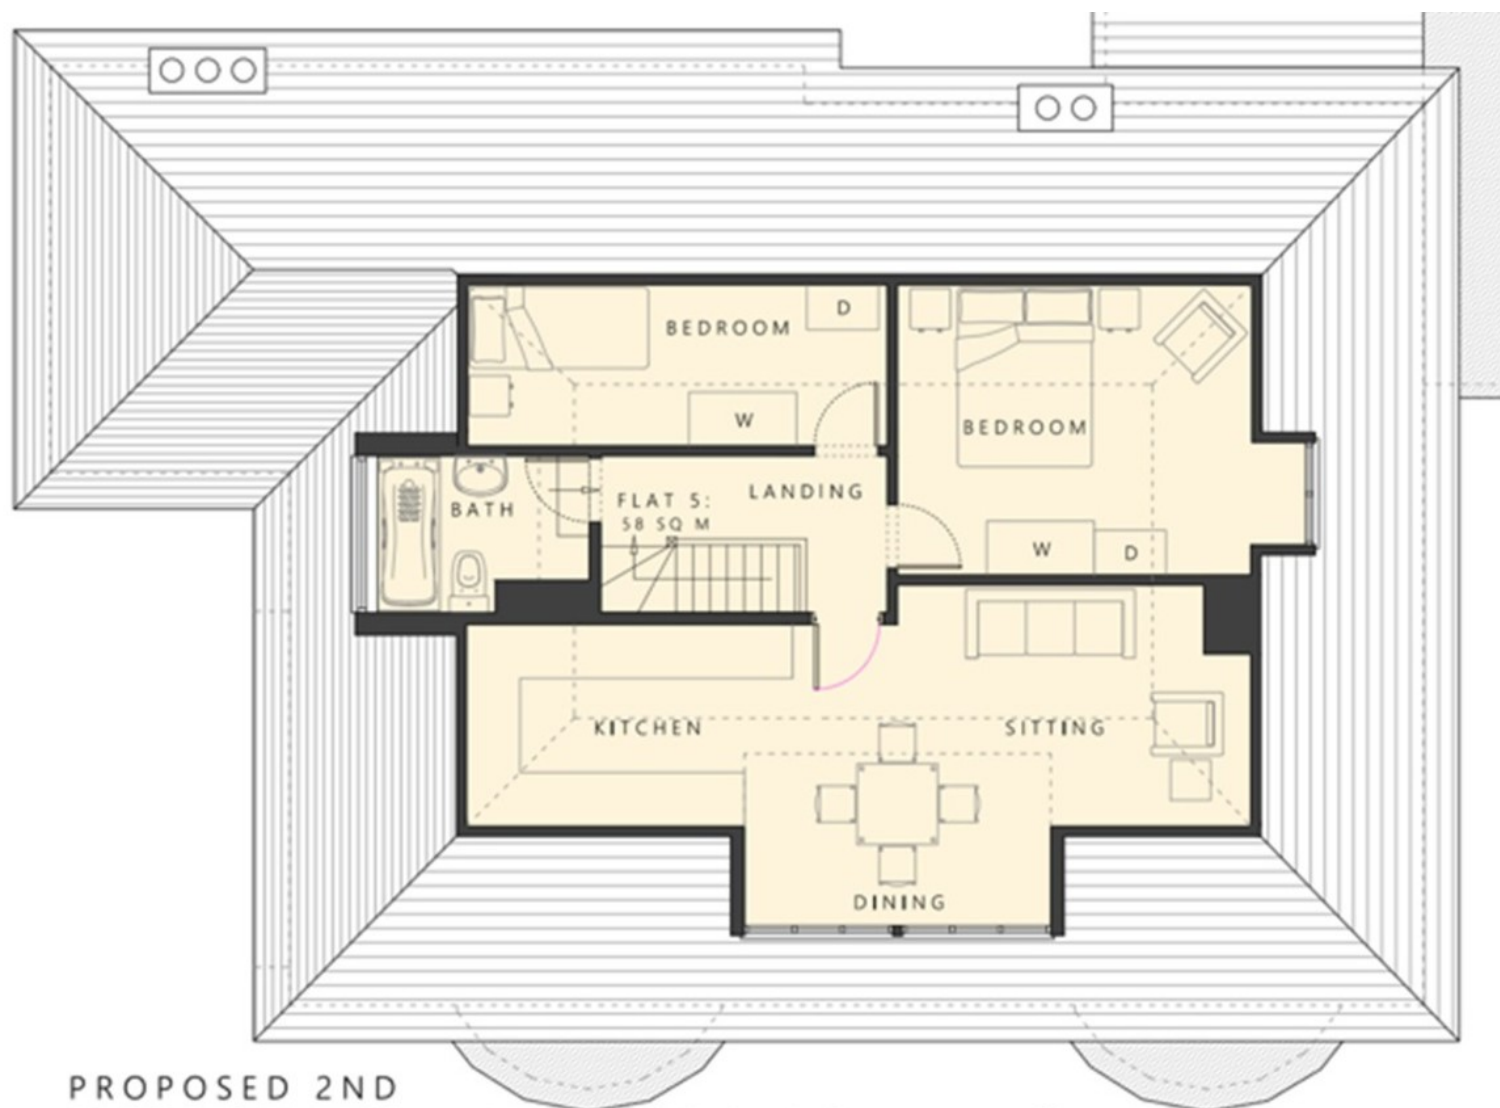 D
BEDROOM
W
BEDROOM
LANDING
FLAT 5:
58 SQ M
BATH
W
D
KITCHEN
SITTING
DINING
PROPOSED 2ND